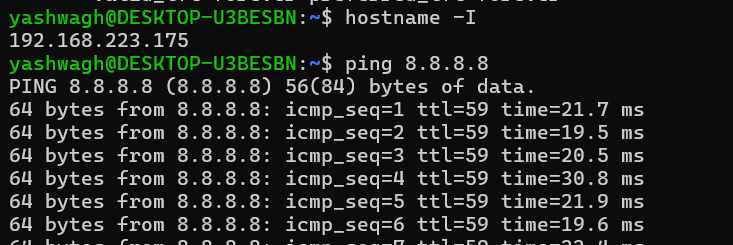 yashwagh@DESKTOP-U3BESBN:~$ hostname -I
192.168.223.175
yashwagh@DESKTOP-U3BESBN:~$ ping 8.8.8.8
PING 8.8.8.8 (8.8.8.8) 56(84) bytes of data.
64 bytes from 8.8.8.8: icmp_seq=1 ttl=59 time=21.7 ms
64 bytes from 8.8.8.8: icmp_seq=2 ttl=59 time=19.5 ms
64 bytes from 8.8.8.8: icmp_seq=3 ttl=59 time=20.5 ms
64 bytes from 8.8.8.8: icmp_seq=4 ttl=59 time=30.8 ms
64 bytes from 8.8.8.8: icmp_seq=5 ttl=59 time=21.9 ms
64 bytes from 8.8.8.8: icmp_seq=6 ttl=59 time=19.6 ms